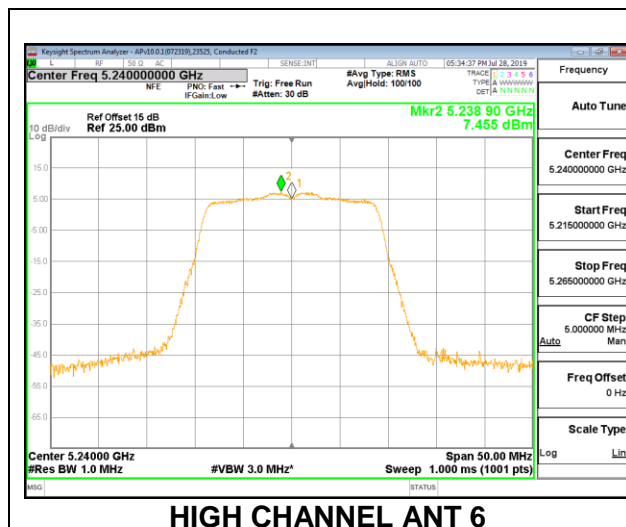 Keysight Spectrum Analyzer - APv10.0.1(072319),23525, Conducted F2
L RF 50 Ω AC SENSE:INT ALIGN AUTO 05:34:37 PM Jul 28, 2019
Center Freq 5.240000000 GHz
NFE
PNO: Fast
IFGain:Low
Trig: Free Run
#Atten: 30 dB
#Avg Type: RMS
Avg|Hold: 100/100
TRACE 1 2 3 4 5 6
TYPE A WWWWW
DET A N N N N N
Frequency
Auto Tune
Center Freq
5.240000000 GHz
Start Freq
5.215000000 GHz
Stop Freq
5.265000000 GHz
CF Step
5.000000 MHz
Auto Man
Freq Offset
0 Hz
Scale Type
Log Lin
Ref Offset 15 dB
10 dB/div Ref 25.00 dBm
Log
Mkr2 5.238 90 GHz
7.455 dBm
15.0
5.00
-5.00
-15.0
-25.0
-35.0
-45.0
-55.0
-65.0
2 1
Center 5.24000 GHz Span 50.00 MHz
#Res BW 1.0 MHz #VBW 3.0 MHz* Sweep 1.000 ms (1001 pts)
MSG STATUS
HIGH CHANNEL ANT 6